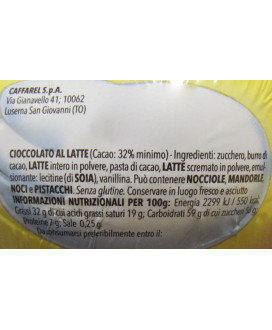 CAFFAREL S.p.A.
Via Gianavello 41; 10062
Luserna San Giovanni (TO)
CIOCCOLATO AL LATTE (Cacao: 32% minimo) - Ingredienti: zucchero, burro di
cacao, LATTE intero in polvere, pasta di cacao, LATTE scremato in polvere, emul-
sionante: lecitine (di SOIA), vanillina. Può contenere NOCCIOLE, MANDORLE,
NOCI e PISTACCHI. Senza glutine. Conservare in luogo fresco e asciutto
INFORMAZIONI NUTRIZIONALI PER 100g: Energia 2299 kJ / 550 kcal,
Grassi 32 g di cui acidi grassi saturi 19 g; Carboidrati 59 g di cui zuccheri
Proteine 7 g; Sale 0,25 g
Da consumarsi preferibilmente entro il: